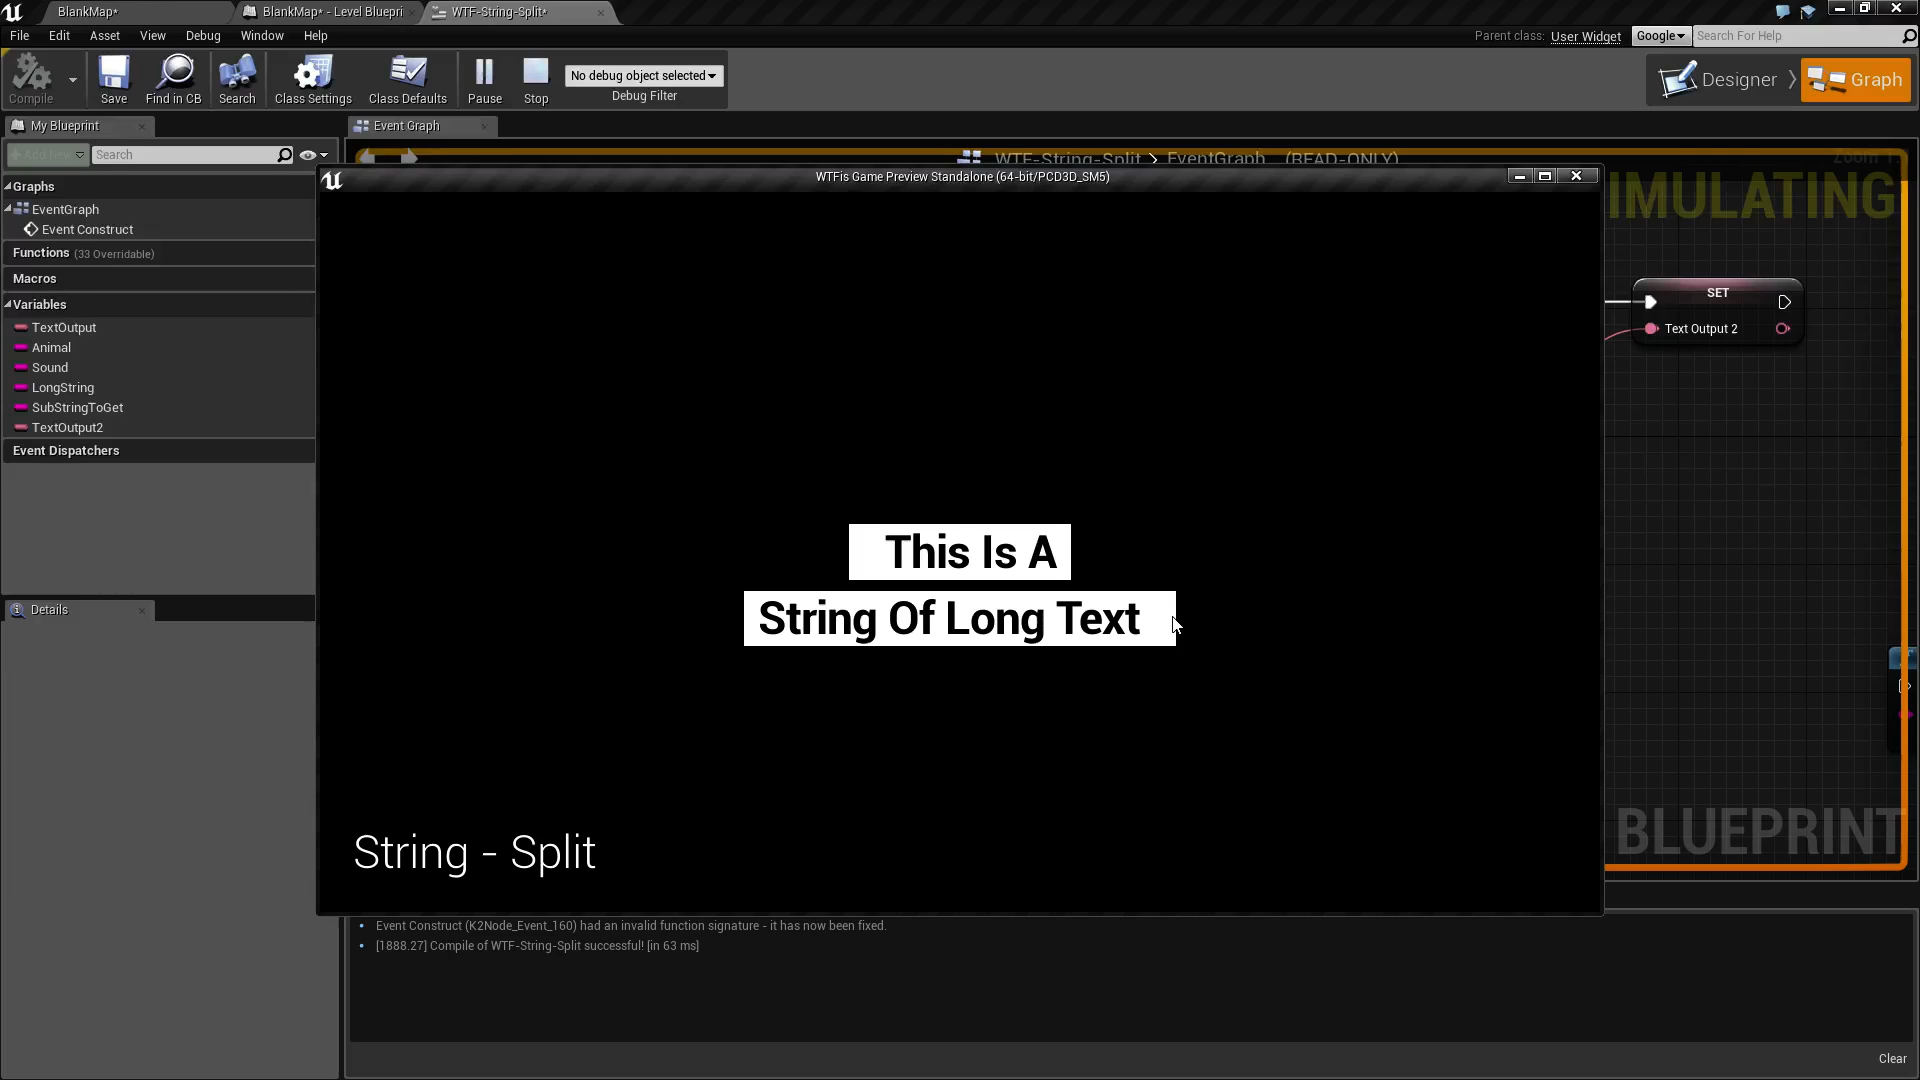 BlankMap*
BlankMap* - Level Bluepri
WTF-String-Split*
File Edit Asset View Debug Window Help
Parent class: User Widget
Google
Search For Help
Compile
Save
Find in CB
Search
Class Settings
Class Defaults
Pause
Stop
No debug object selected
Debug Filter
Designer
Graph
My Blueprint
Event Graph
Add New
Search
WTF-String-Split > EventGraph (READ-ONLY)
WTFis Game Preview Standalone (64-bit/PCD3D_SM5)
IMULATING
Graphs
EventGraph
Event Construct
Functions (33 Overridable)
Macros
Variables
TextOutput
Animal
Sound
LongString
SubStringToGet
TextOutput2
Event Dispatchers
SET
Text Output 2
This Is A
String Of Long Text
Details
String - Split
BLUEPRINT
Event Construct (K2Node_Event_160) had an invalid function signature - it has now been fixed.
[1888.27] Compile of WTF-String-Split successful! [in 63 ms]
Clear